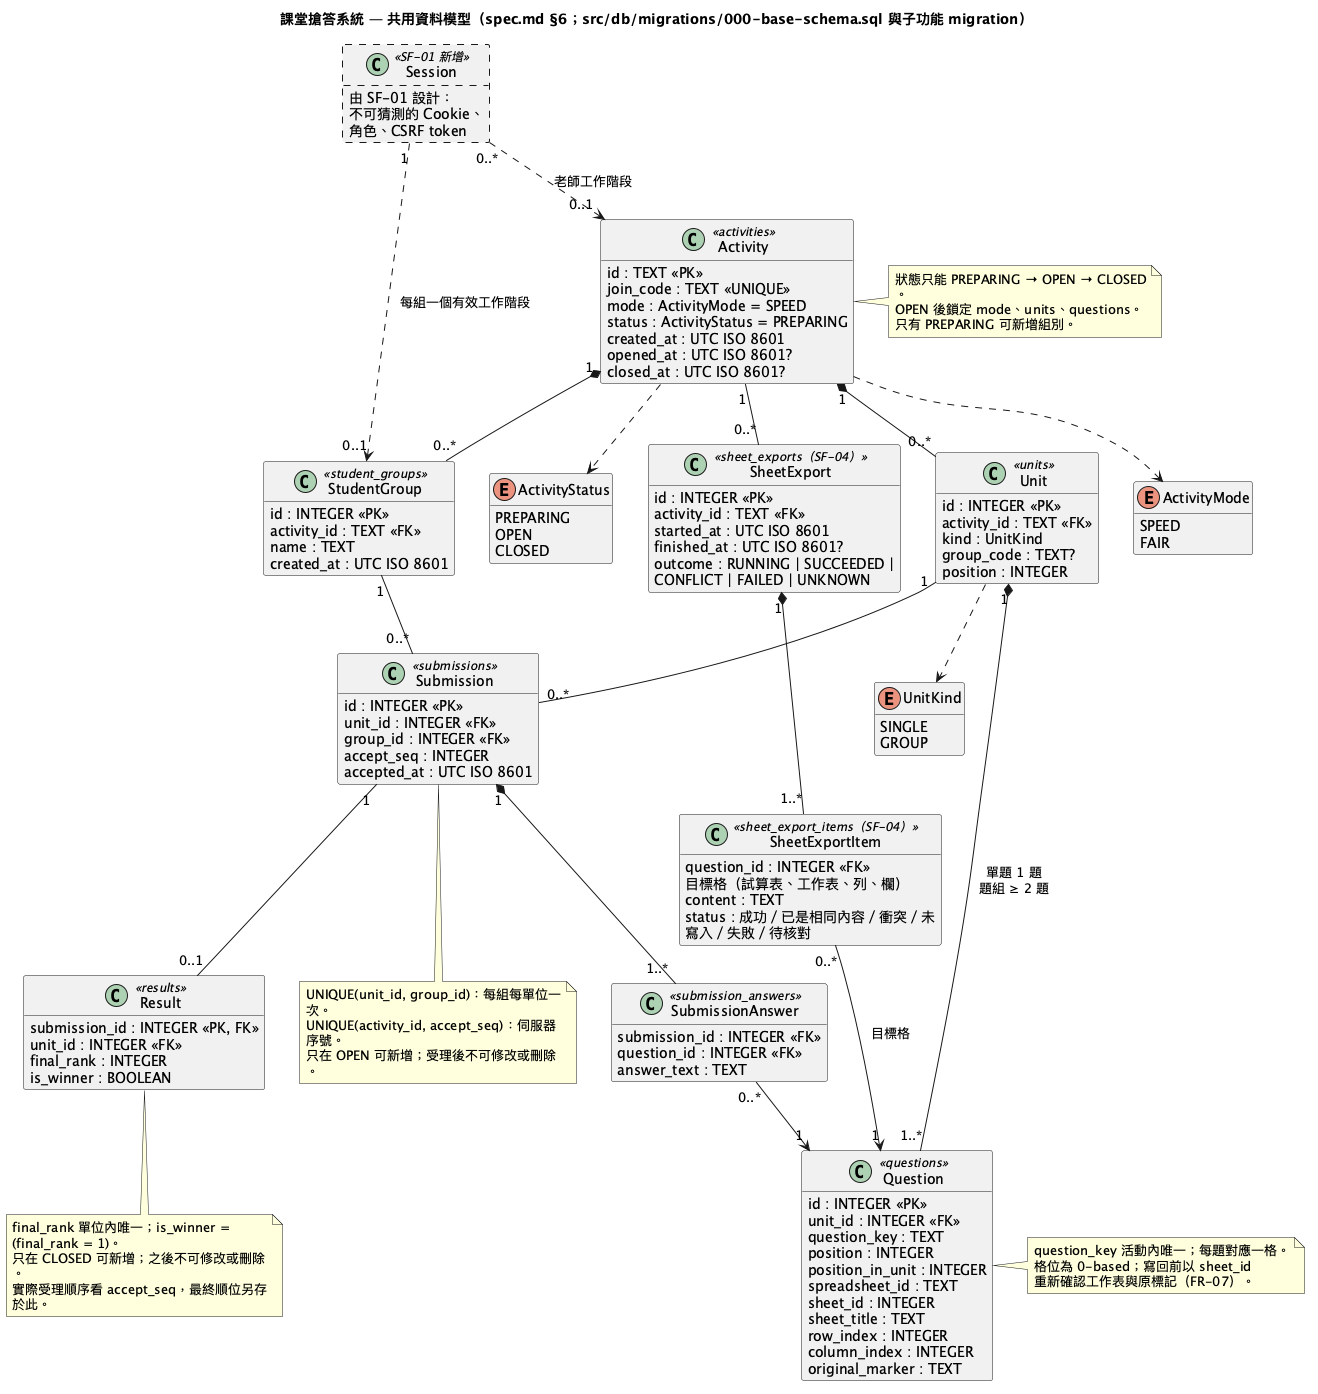 課堂搶答系統 — 共用資料模型（spec.md §6；src/db/migrations/000-base-schema.sql 與子功能 migration）
«SF-01 新增»
Session
由 SF-01 設計：
不可猜測的 Cookie、
角色、CSRF token
1
0..*
老師工作階段
0..1
每組一個有效工作階段
0..1
«activities»
Activity
id : TEXT «PK»
join_code : TEXT «UNIQUE»
mode : ActivityMode = SPEED
status : ActivityStatus = PREPARING
created_at : UTC ISO 8601
opened_at : UTC ISO 8601?
closed_at : UTC ISO 8601?
狀態只能 PREPARING → OPEN → CLOSED
。
OPEN 後鎖定 mode、units、questions。
只有 PREPARING 可新增組別。
1
0..*
1
0..*
1
0..*
«student_groups»
StudentGroup
id : INTEGER «PK»
activity_id : TEXT «FK»
name : TEXT
created_at : UTC ISO 8601
ActivityStatus
PREPARING
OPEN
CLOSED
«sheet_exports（SF-04）»
SheetExport
id : INTEGER «PK»
activity_id : TEXT «FK»
started_at : UTC ISO 8601
finished_at : UTC ISO 8601?
outcome : RUNNING | SUCCEEDED |
CONFLICT | FAILED | UNKNOWN
«units»
Unit
id : INTEGER «PK»
activity_id : TEXT «FK»
kind : UnitKind
group_code : TEXT?
position : INTEGER
ActivityMode
SPEED
FAIR
1
0..*
1
0..*
1
1
«submissions»
Submission
id : INTEGER «PK»
unit_id : INTEGER «FK»
group_id : INTEGER «FK»
accept_seq : INTEGER
accepted_at : UTC ISO 8601
UnitKind
SINGLE
GROUP
1
0..1
1
1..*
1..*
«sheet_export_items（SF-04）»
SheetExportItem
question_id : INTEGER «FK»
目標格（試算表、工作表、列、欄）
content : TEXT
status : 成功 / 已是相同內容 / 衝突 / 未
寫入 / 失敗 / 待核對
單題 1 題
題組 ≥ 2 題
0..*
目標格
1
«results»
Result
submission_id : INTEGER «PK, FK»
unit_id : INTEGER «FK»
final_rank : INTEGER
is_winner : BOOLEAN
UNIQUE(unit_id, group_id)：每組每單位一
次。
UNIQUE(activity_id, accept_seq)：伺服器
序號。
只在 OPEN 可新增；受理後不可修改或刪除
。
«submission_answers»
SubmissionAnswer
submission_id : INTEGER «FK»
question_id : INTEGER «FK»
answer_text : TEXT
0..*
1
1..*
final_rank 單位內唯一；is_winner =
(final_rank = 1)。
只在 CLOSED 可新增；之後不可修改或刪除
。
實際受理順序看 accept_seq，最終順位另存
於此。
«questions»
Question
id : INTEGER «PK»
unit_id : INTEGER «FK»
question_key : TEXT
position : INTEGER
position_in_unit : INTEGER
spreadsheet_id : TEXT
sheet_id : INTEGER
sheet_title : TEXT
row_index : INTEGER
column_index : INTEGER
original_marker : TEXT
question_key 活動內唯一；每題對應一格。
格位為 0-based；寫回前以 sheet_id
重新確認工作表與原標記（FR-07）。